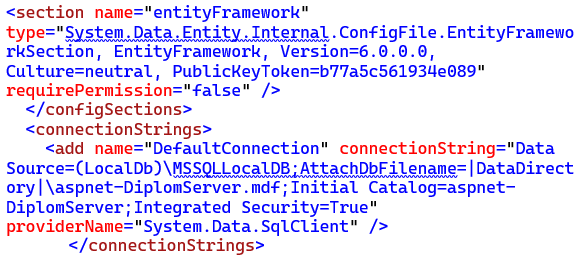 <section name="entityFramework"
type="System.Data.Entity.Internal.ConfigFile.EntityFramewo
rkSection, EntityFramework, Version=6.0.0.0,
Culture=neutral, PublicKeyToken=b77a5c561934e089"
requirePermission="false" />
  </configSections>
  <connectionStrings>
    <add name="DefaultConnection" connectionString="Data
Source=(LocalDb)\MSSQLLocalDB;AttachDbFilename=|DataDirect
ory|\aspnet-DiplomServer.mdf;Initial Catalog=aspnet-
DiplomServer;Integrated Security=True"
providerName="System.Data.SqlClient" />
      </connectionStrings>